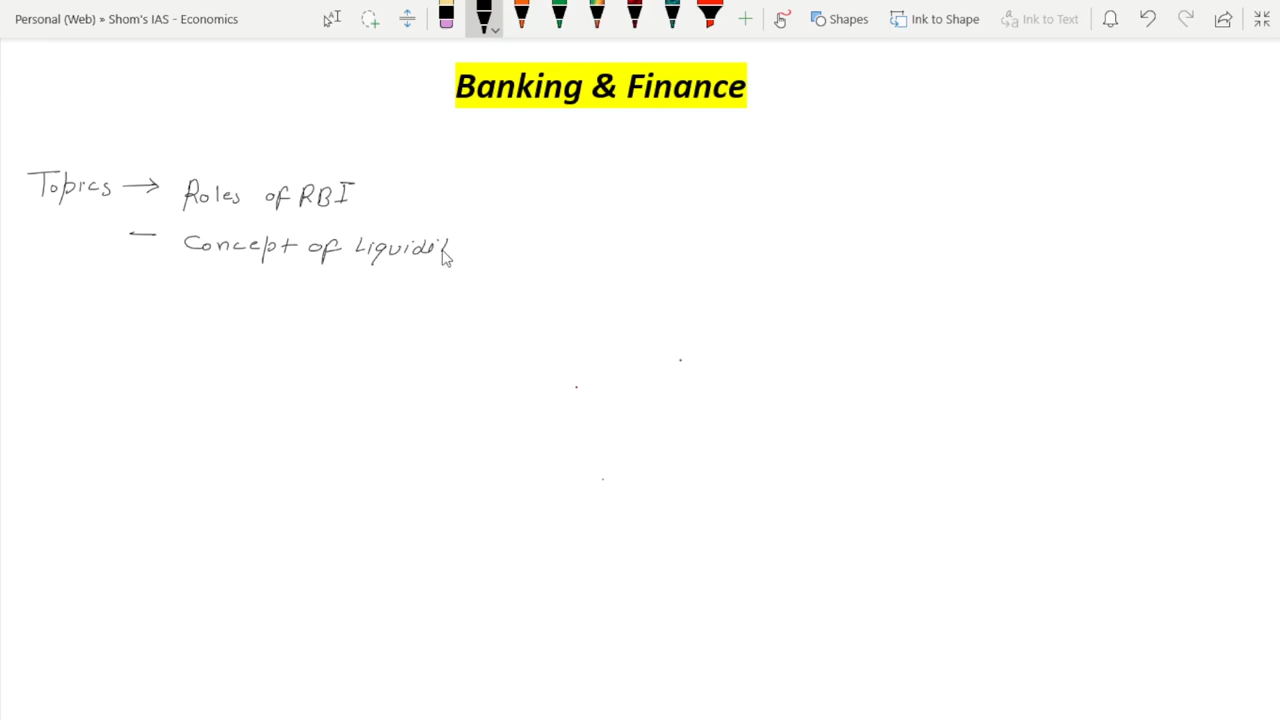 Personal (Web) » Shom's IAS - Economics
Shapes
Ink to Shape
Ink to Text
Banking & Finance
Topics → Roles of RBI
— Concept of